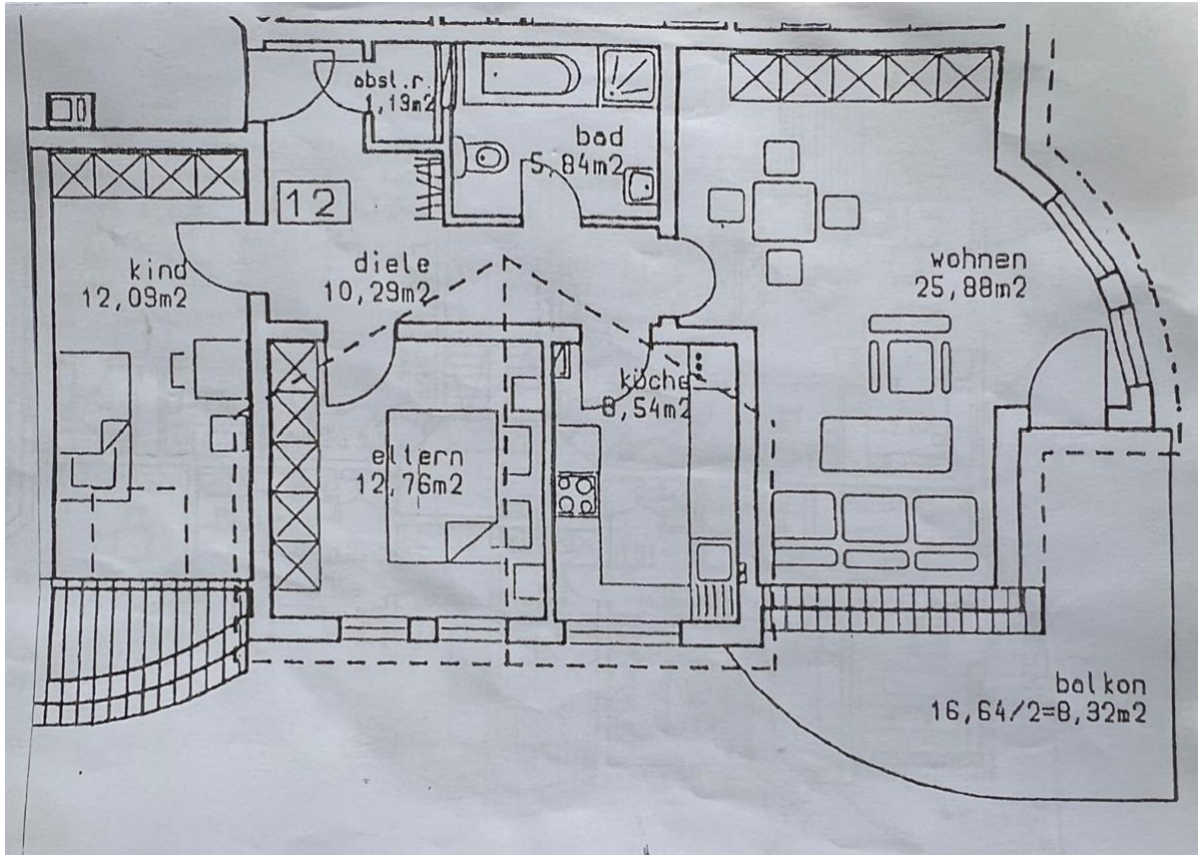 abst.r.
1,13m2
bad
5,84m2
12
kind
12,09m2
diele
10,29m2
wohnen
25,88m2
küche
8,54m2
eltern
12,76m2
balkon
16,64/2=8,32m2